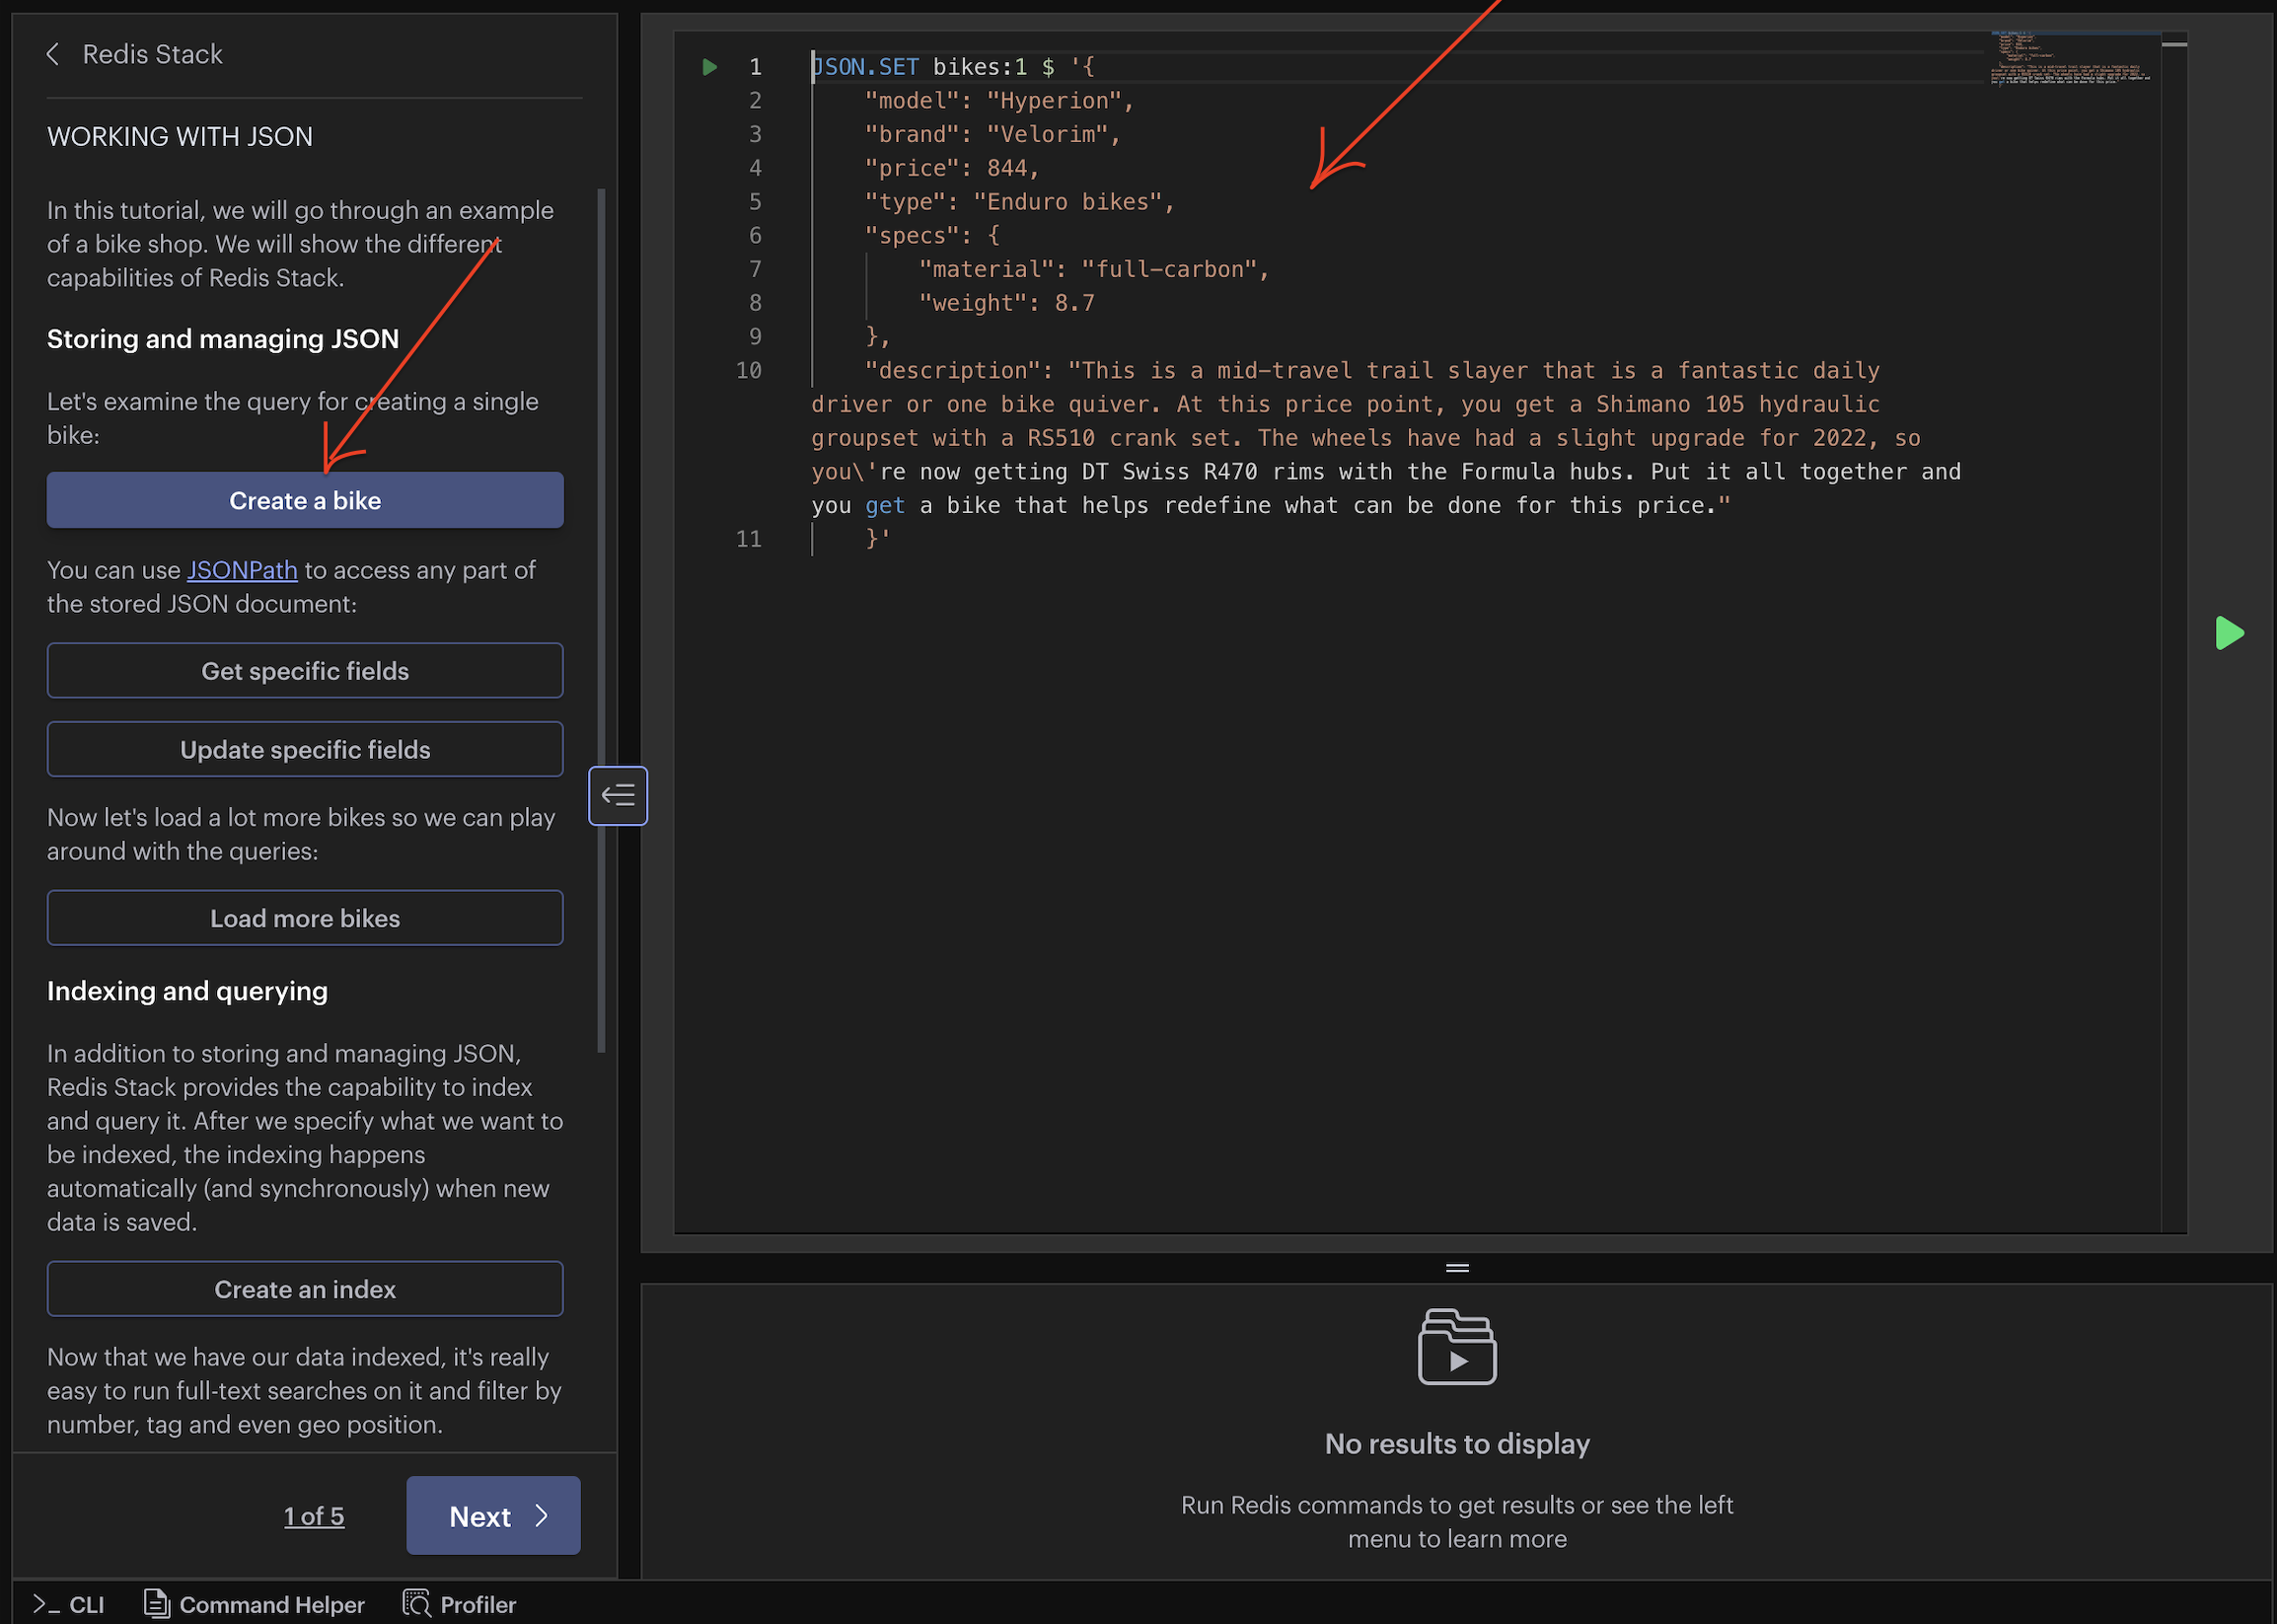 Redis Stack
WORKING WITH JSON
In this tutorial, we will go through an example
of a bike shop. We will show the different
capabilities of Redis Stack.
Storing and managing JSON
Let's examine the query for creating a single
bike:
Create a bike
You can use JSONPath to access any part of
the stored JSON document:
Get specific fields
Update specific fields
Now let's load a lot more bikes so we can play
around with the queries:
Load more bikes
Indexing and querying
In addition to storing and managing JSON,
Redis Stack provides the capability to index
and query it. After we specify what we want to
be indexed, the indexing happens
automatically (and synchronously) when new
data is saved.
Create an index
Now that we have our data indexed, it's really
easy to run full-text searches on it and filter by
number, tag and even geo position.
1 of 5
Next
1 JSON.SET bikes:1 $ '{
2 "model": "Hyperion",
3 "brand": "Velorim",
4 "price": 844,
5 "type": "Enduro bikes",
6 "specs": {
7 "material": "full-carbon",
8 "weight": 8.7
9 },
10 "description": "This is a mid-travel trail slayer that is a fantastic daily
driver or one bike quiver. At this price point, you get a Shimano 105 hydraulic
groupset with a RS510 crank set. The wheels have had a slight upgrade for 2022, so
you\'re now getting DT Swiss R470 rims with the Formula hubs. Put it all together and
you get a bike that helps redefine what can be done for this price."
11 }'
No results to display
Run Redis commands to get results or see the left
menu to learn more
>_ CLI
Command Helper
Profiler